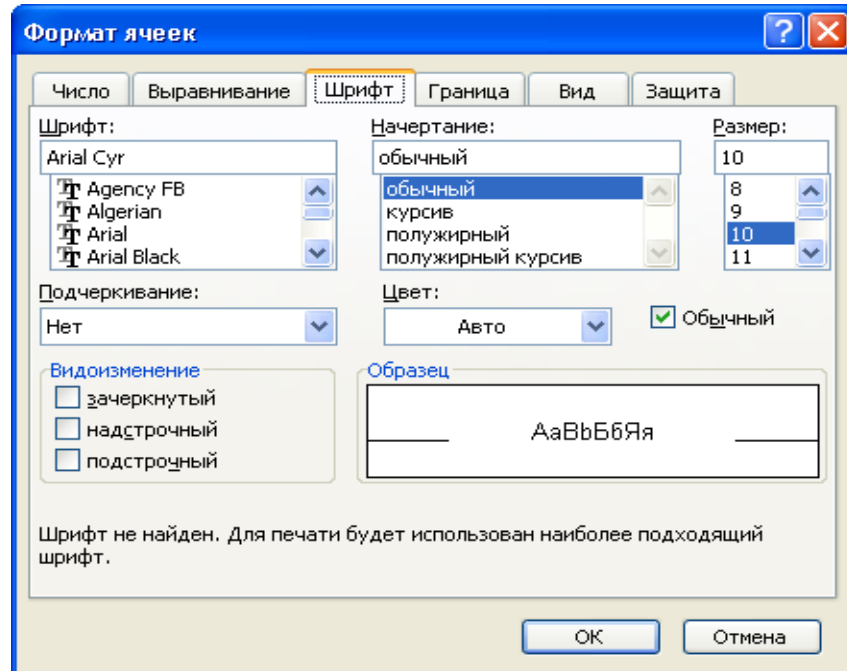 Формат ячеек
Число Выравнивание Шрифт Граница Вид Защита
Шрифт: Начертание: Размер:
Arial Cyr обычный 10
Agency FB обычный 8
Algerian курсив 9
Arial полужирный 10
Arial Black полужирный курсив 11
Подчеркивание: Цвет:
Нет Авто Обычный
Видоизменение Образец
зачеркнутый
надстрочный АаВbБбЯя
подстрочный
Шрифт не найден. Для печати будет использован наиболее подходящий
шрифт.
ОК Отмена